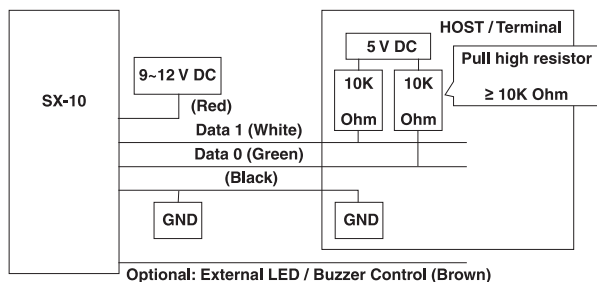 HOST / Terminal
5 V DC
Pull high resistor
≥ 10K Ohm
9~12 V DC
10K
Ohm
10K
Ohm
SX-10
(Red)
Data 1 (White)
Data 0 (Green)
(Black)
GND
GND
Optional: External LED / Buzzer Control (Brown)